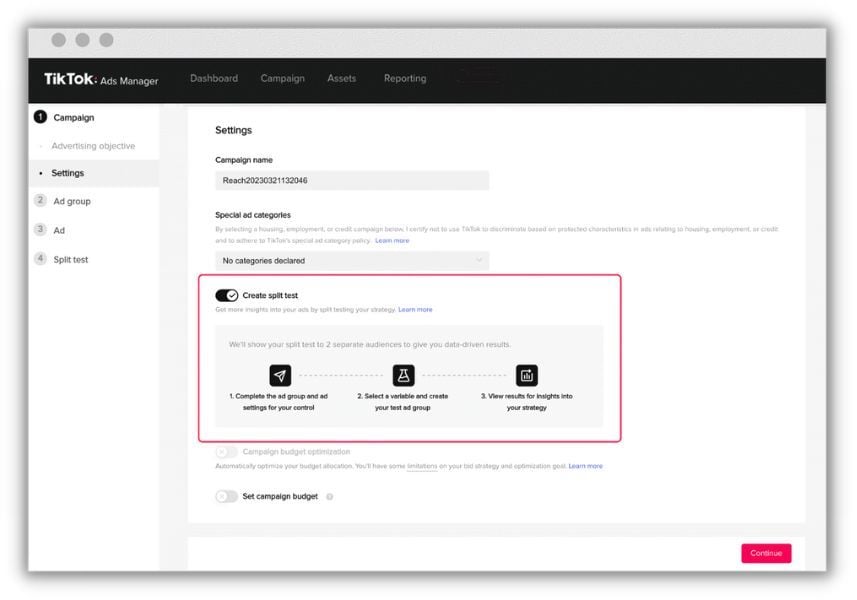 TikTok: Ads Manager
Dashboard
Campaign
Assets
Reporting
1 Campaign
Advertising objective
Settings
2 Ad group
3 Ad
4 Split test
Settings
Campaign name
Reach20230321132046
Special ad categories
By selecting a housing, employment, or credit campaign below, I certify not to use TikTok to discriminate based on protected characteristics in ads relating to housing, employment, or credit
and to adhere to TikTok's special ad category policy. Learn more
No categories declared
Create split test
Get more insights into your ads by split testing your strategy. Learn more
We'll show your split test to 2 separate audiences to give you data-driven results.
1. Complete the ad group and ad
settings for your control
2. Select a variable and create
your test ad group
3. View results for insights into
your strategy
Campaign budget optimization
Automatically optimize your budget allocation. You'll have some limitations on your bid strategy and optimization goal. Learn more
Set campaign budget ?
Continue